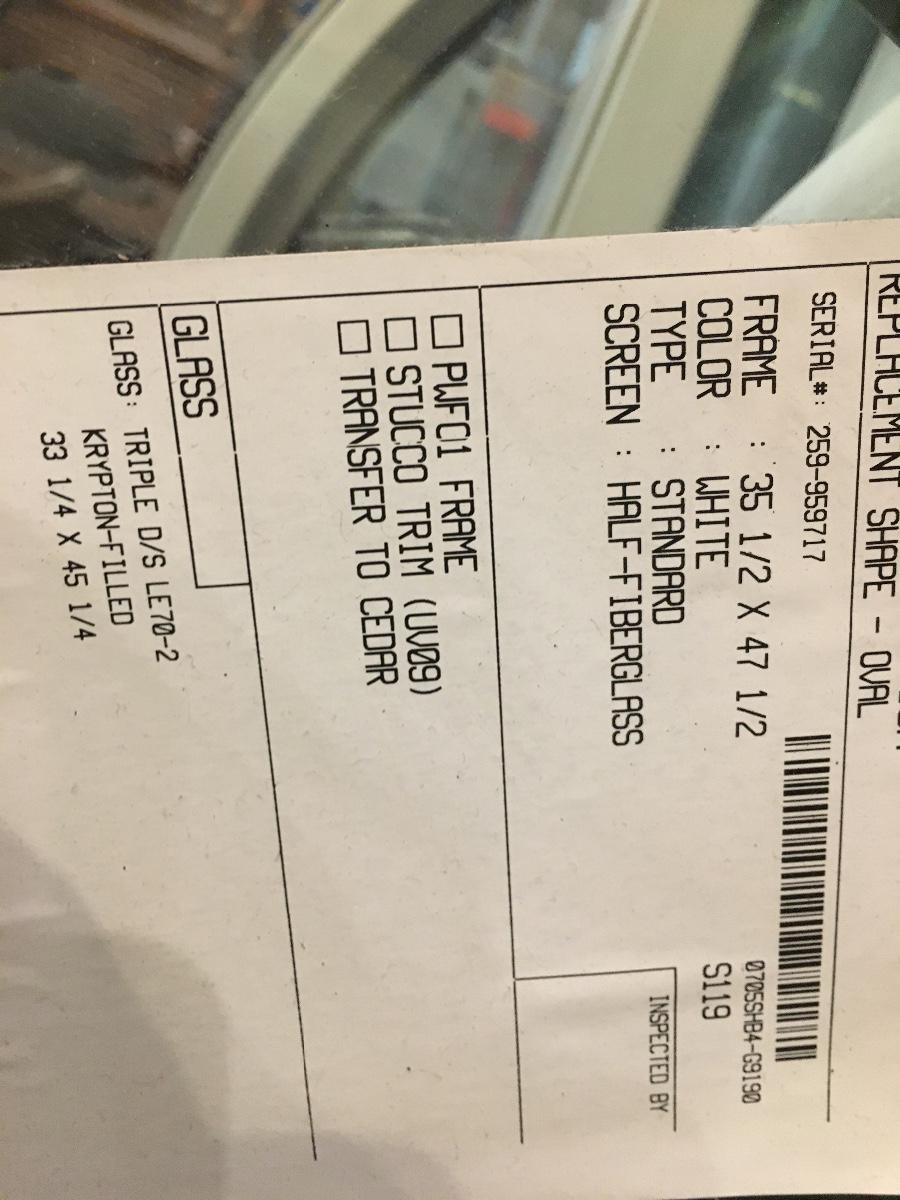 REPLACEMENT SHAPE - OVAL
SERIAL#: 259-959717
FRAME : 35 1/2 X 47 1/2
0705SHB4-G9190
COLOR : WHITE
S119
TYPE : STANDARD
SCREEN : HALF-FIBERGLASS
INSPECTED BY
☐ PWF01 FRAME
☐ STUCCO TRIM (UV09)
☐ TRANSFER TO CEDAR
GLASS
GLASS: TRIPLE D/S LE70-2
KRYPTON-FILLED
33 1/4 X 45 1/4